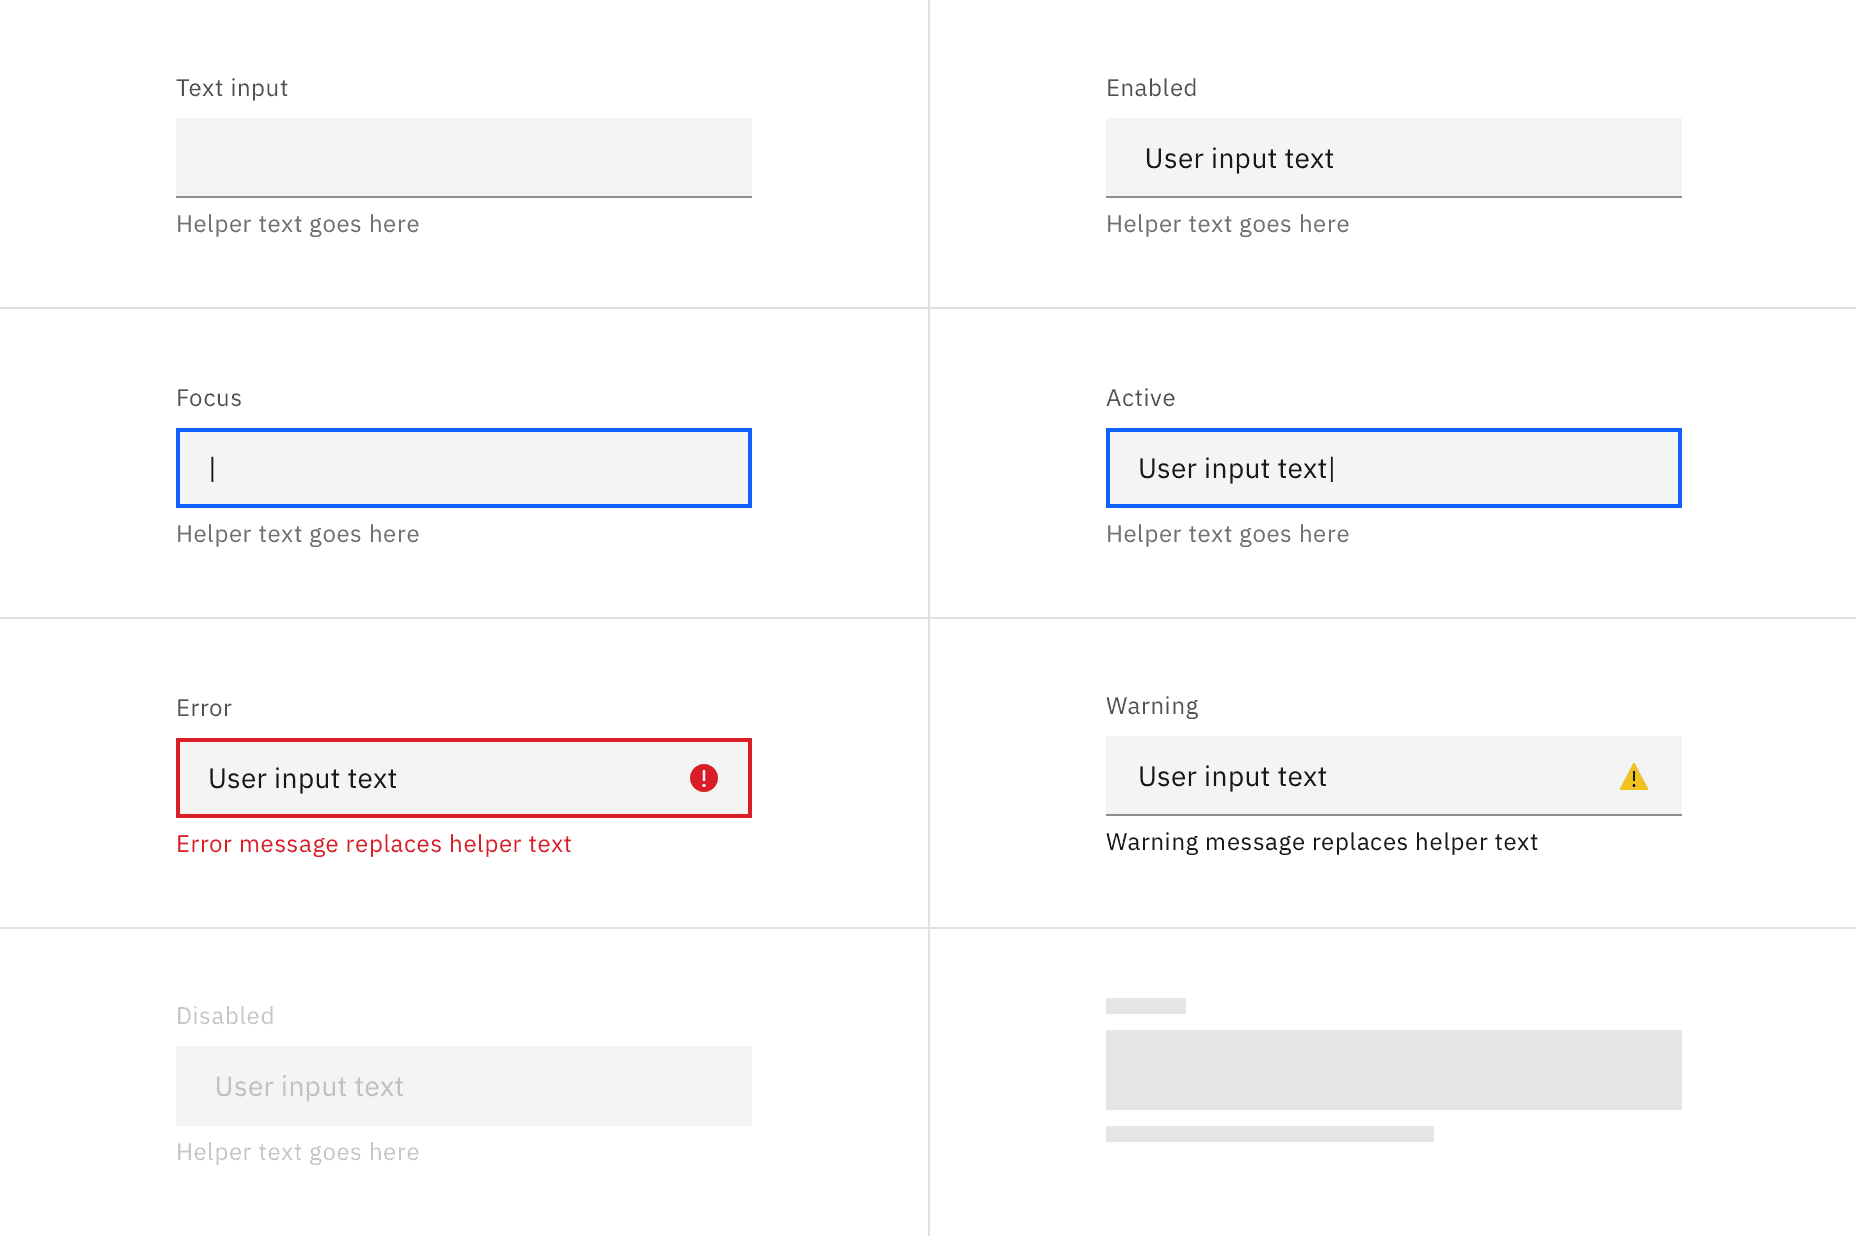 Text input
Helper text goes here
Enabled
User input text
Helper text goes here
Focus
Helper text goes here
Active
User input text
Helper text goes here
Error
User input text
Error message replaces helper text
Warning
User input text
Warning message replaces helper text
Disabled
User input text
Helper text goes here